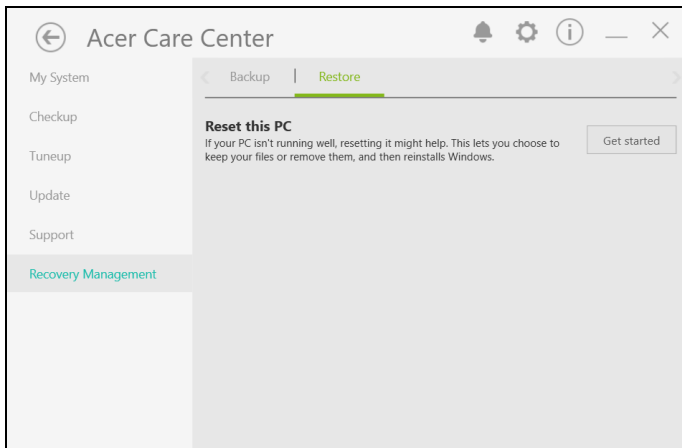 Acer Care Center
My System
Checkup
Tuneup
Update
Support
Recovery Management
Backup
Restore
Reset this PC
If your PC isn't running well, resetting it might help. This lets you choose to
keep your files or remove them, and then reinstalls Windows.
Get started